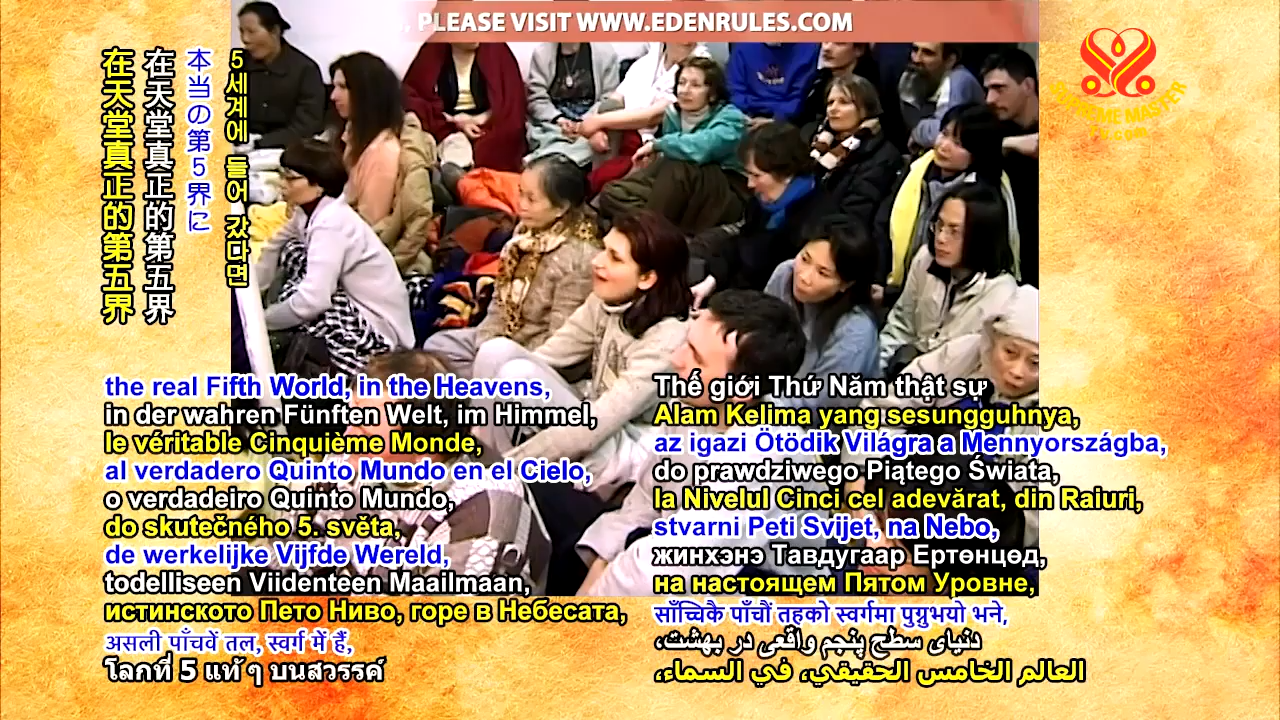 PLEASE VISIT WWW.EDENRULES.COM
SUPREME MASTER
TV.COM
在天堂真正的第五界
在天堂真正的第五界
本当の第5界に
5세계에 들어 갔다면
the real Fifth World, in the Heavens,
in der wahren Fünften Welt, im Himmel,
le véritable Cinquième Monde,
al verdadero Quinto Mundo en el Cielo,
o verdadeiro Quinto Mundo,
do skutečného 5. světa,
de werkelijke Vijfde Wereld,
todelliseen Viidenteen Maailmaan,
истинското Пето Ниво, горе в Небесата,
असली पाँचवें तल, स्वर्ग में हैं,
โลกที่ 5 แท้ ๆ บนสวรรค์
Thế giới Thứ Năm thật sự
Alam Kelima yang sesungguhnya,
az igazi Ötödik Világra a Mennyországba,
do prawdziwego Piątego Świata,
la Nivelul Cinci cel adevărat, din Raiuri,
stvarni Peti Svijet, na Nebo,
жинхэнэ Тавдугаар Ертөнцөд,
на настоящем Пятом Уровне,
साँच्चिकै पाँचौं तहको स्वर्गमा पुग्नुभयो भने,
دنیای سطح پنجم واقعی در بهشت،
العالم الخامس الحقيقي، في السماء،